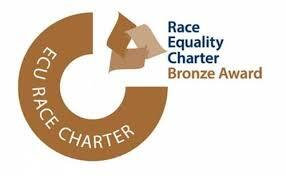 Race
Equality
Charter
Bronze Award
ECU RACE CHARTER